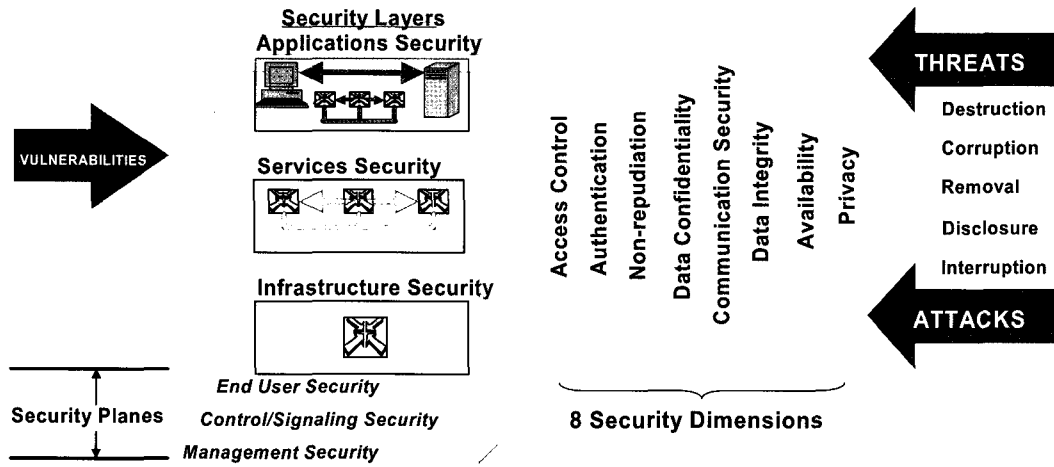 Security Layers
Applications Security
VULNERABILITIES
Services Security
Infrastructure Security
Security Planes
End User Security
Control/Signaling Security
Management Security
Access Control
Authentication
Non-repudiation
Data Confidentiality
Communication Security
Data Integrity
Availability
Privacy
8 Security Dimensions
THREATS
Destruction
Corruption
Removal
Disclosure
Interruption
ATTACKS